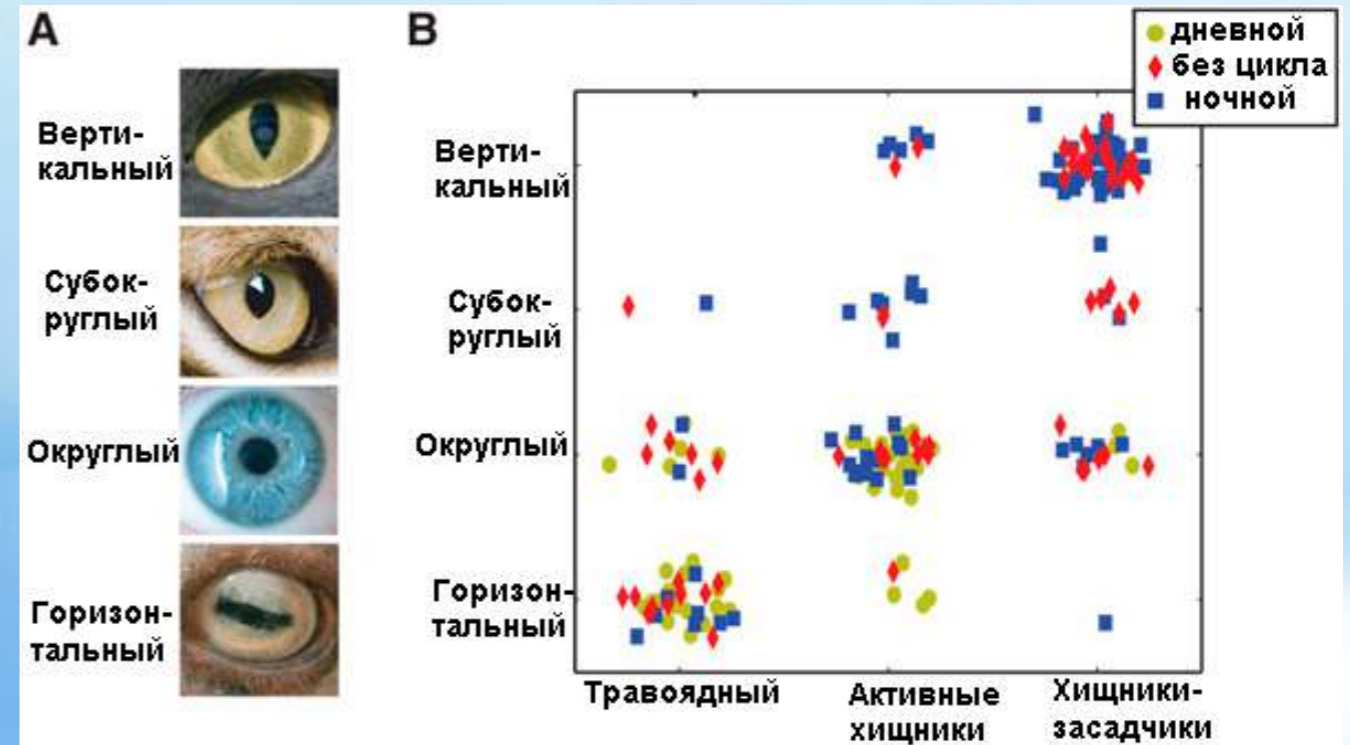 A
Верти-
кальный
Субок-
руглый
Округлый
Горизон-
тальный
B
дневной
без цикла
ночной
Верти-
кальный
Субок-
руглый
Округлый
Горизон-
тальный
Травоядный
Активные
хищники
Хищники-
засадчики